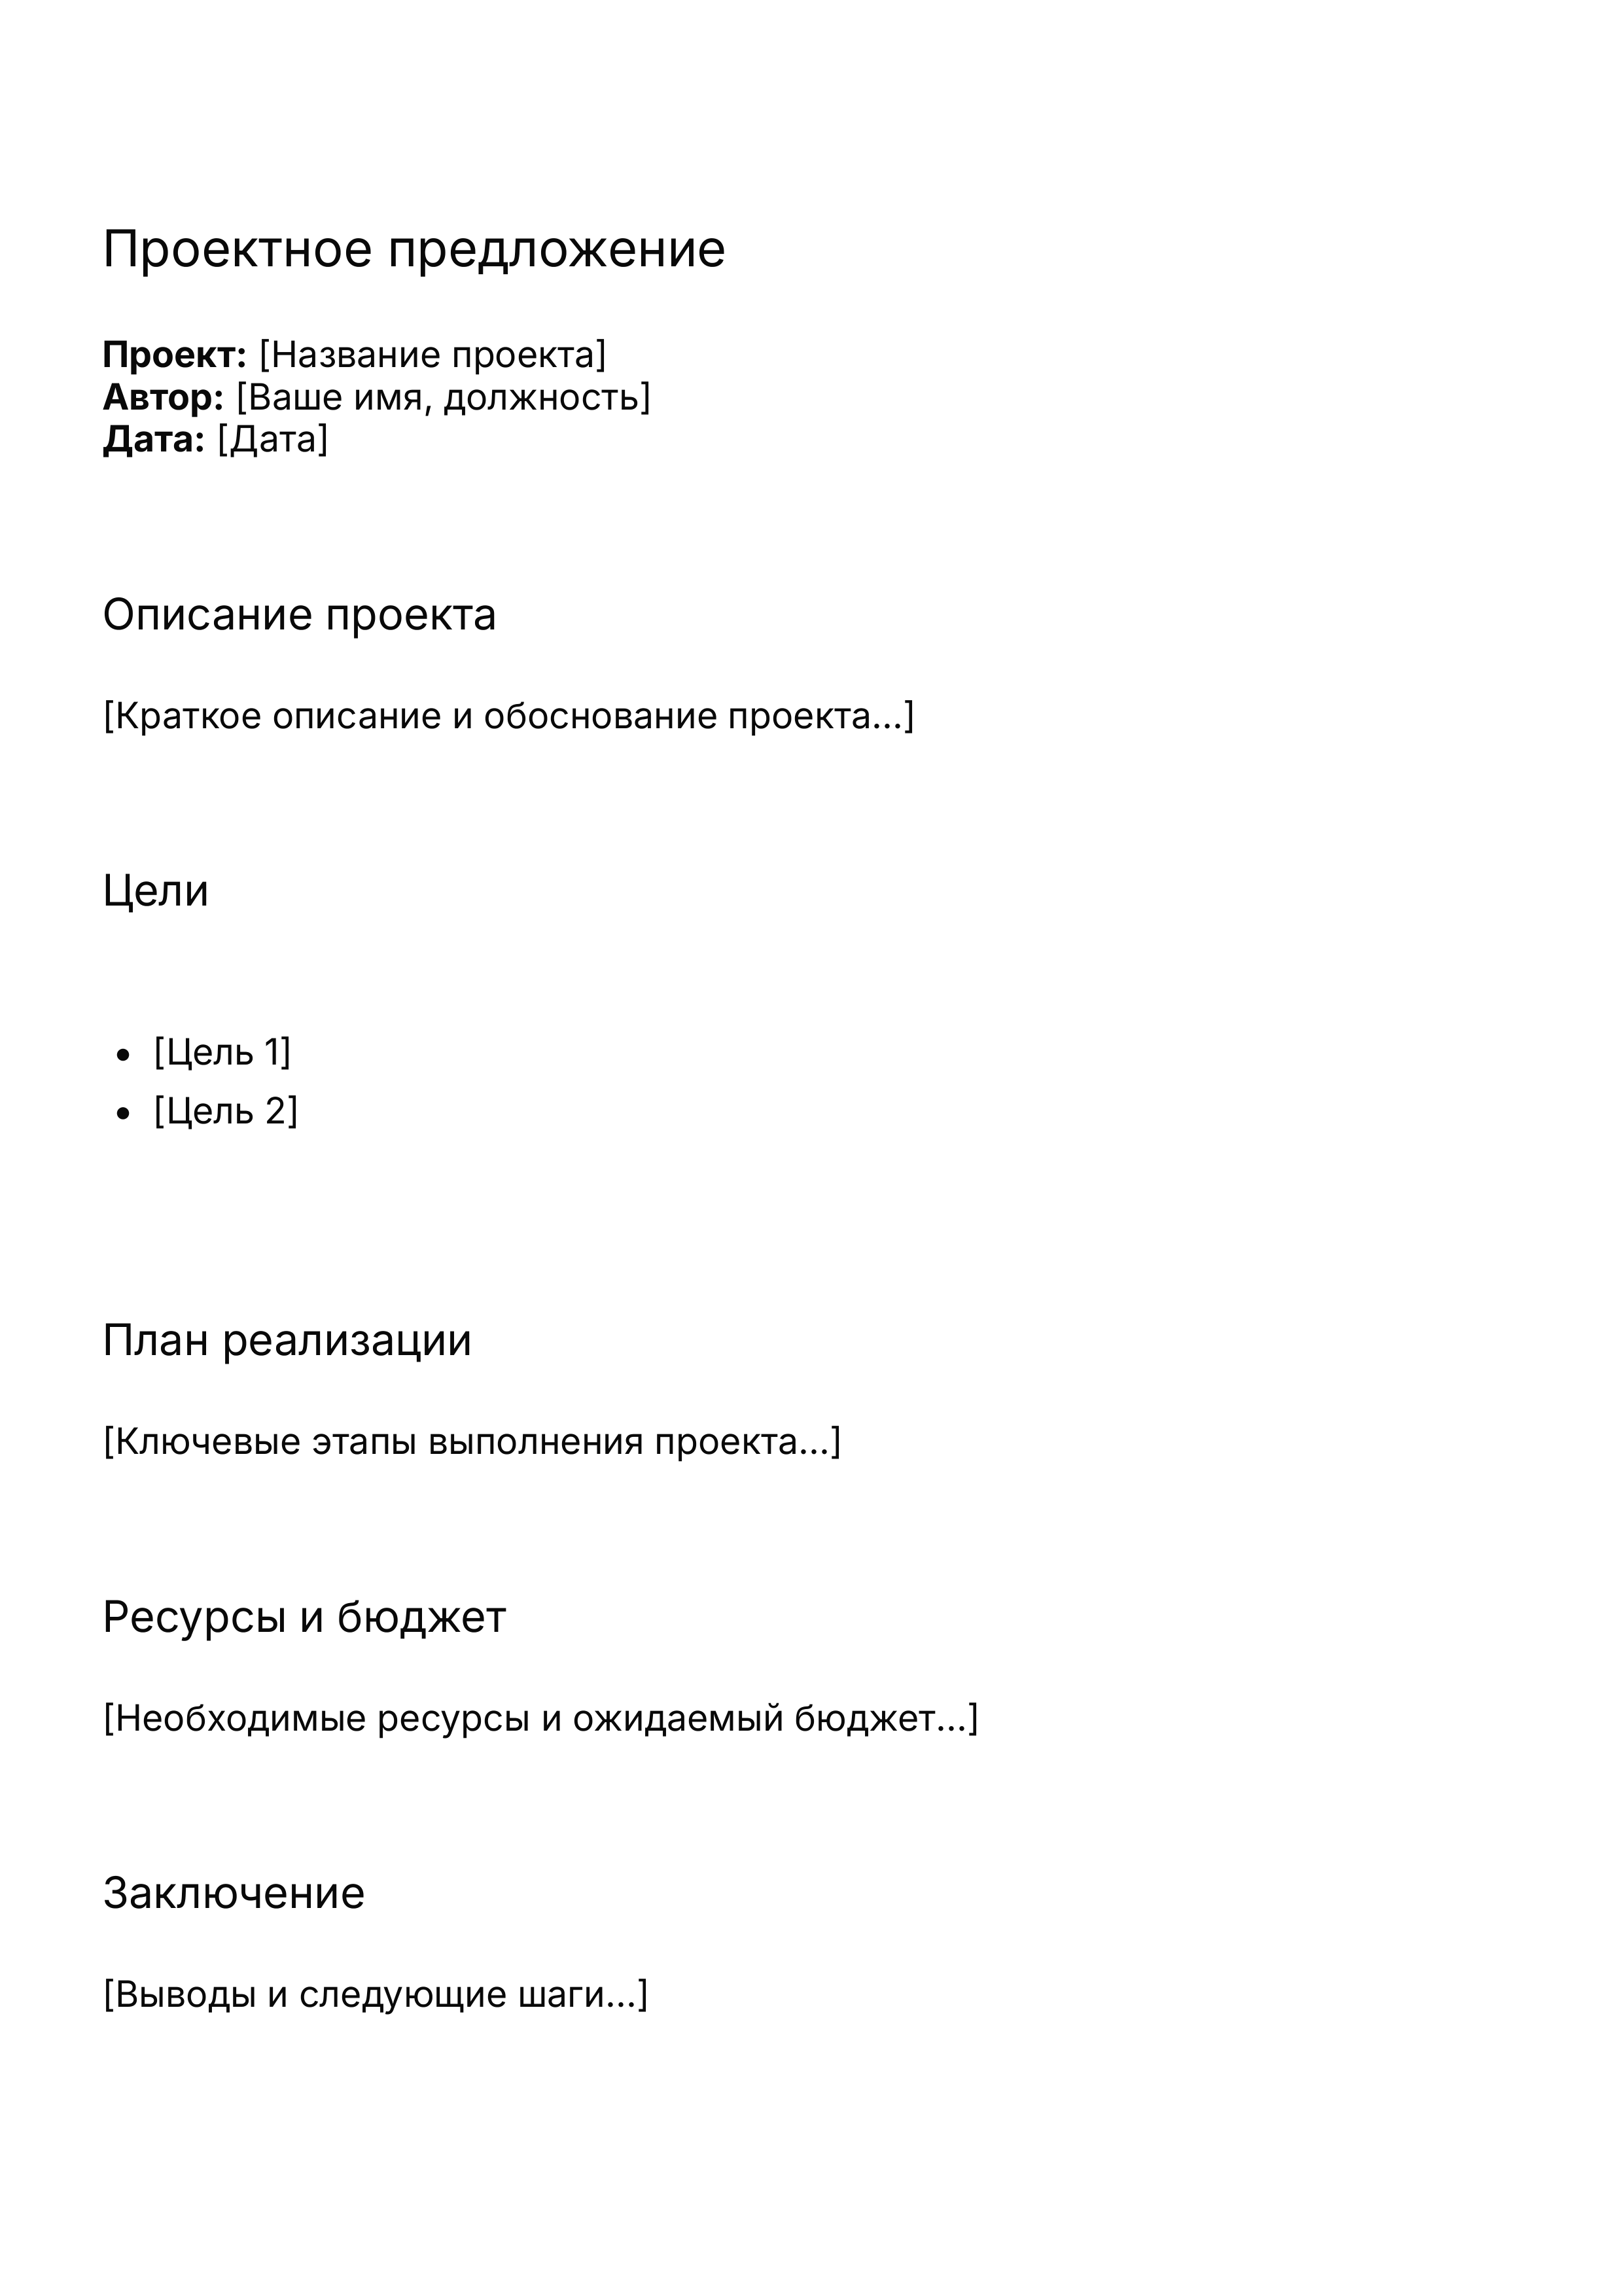 Проектное предложение
Проект: [Название проекта]
Автор: [Ваше имя, должность]
Дата: [Дата]
Описание проекта
[Краткое описание и обоснование проекта...]
Цели
• [Цель 1]
• [Цель 2]
План реализации
[Ключевые этапы выполнения проекта...]
Ресурсы и бюджет
[Необходимые ресурсы и ожидаемый бюджет...]
Заключение
[Выводы и следующие шаги...]